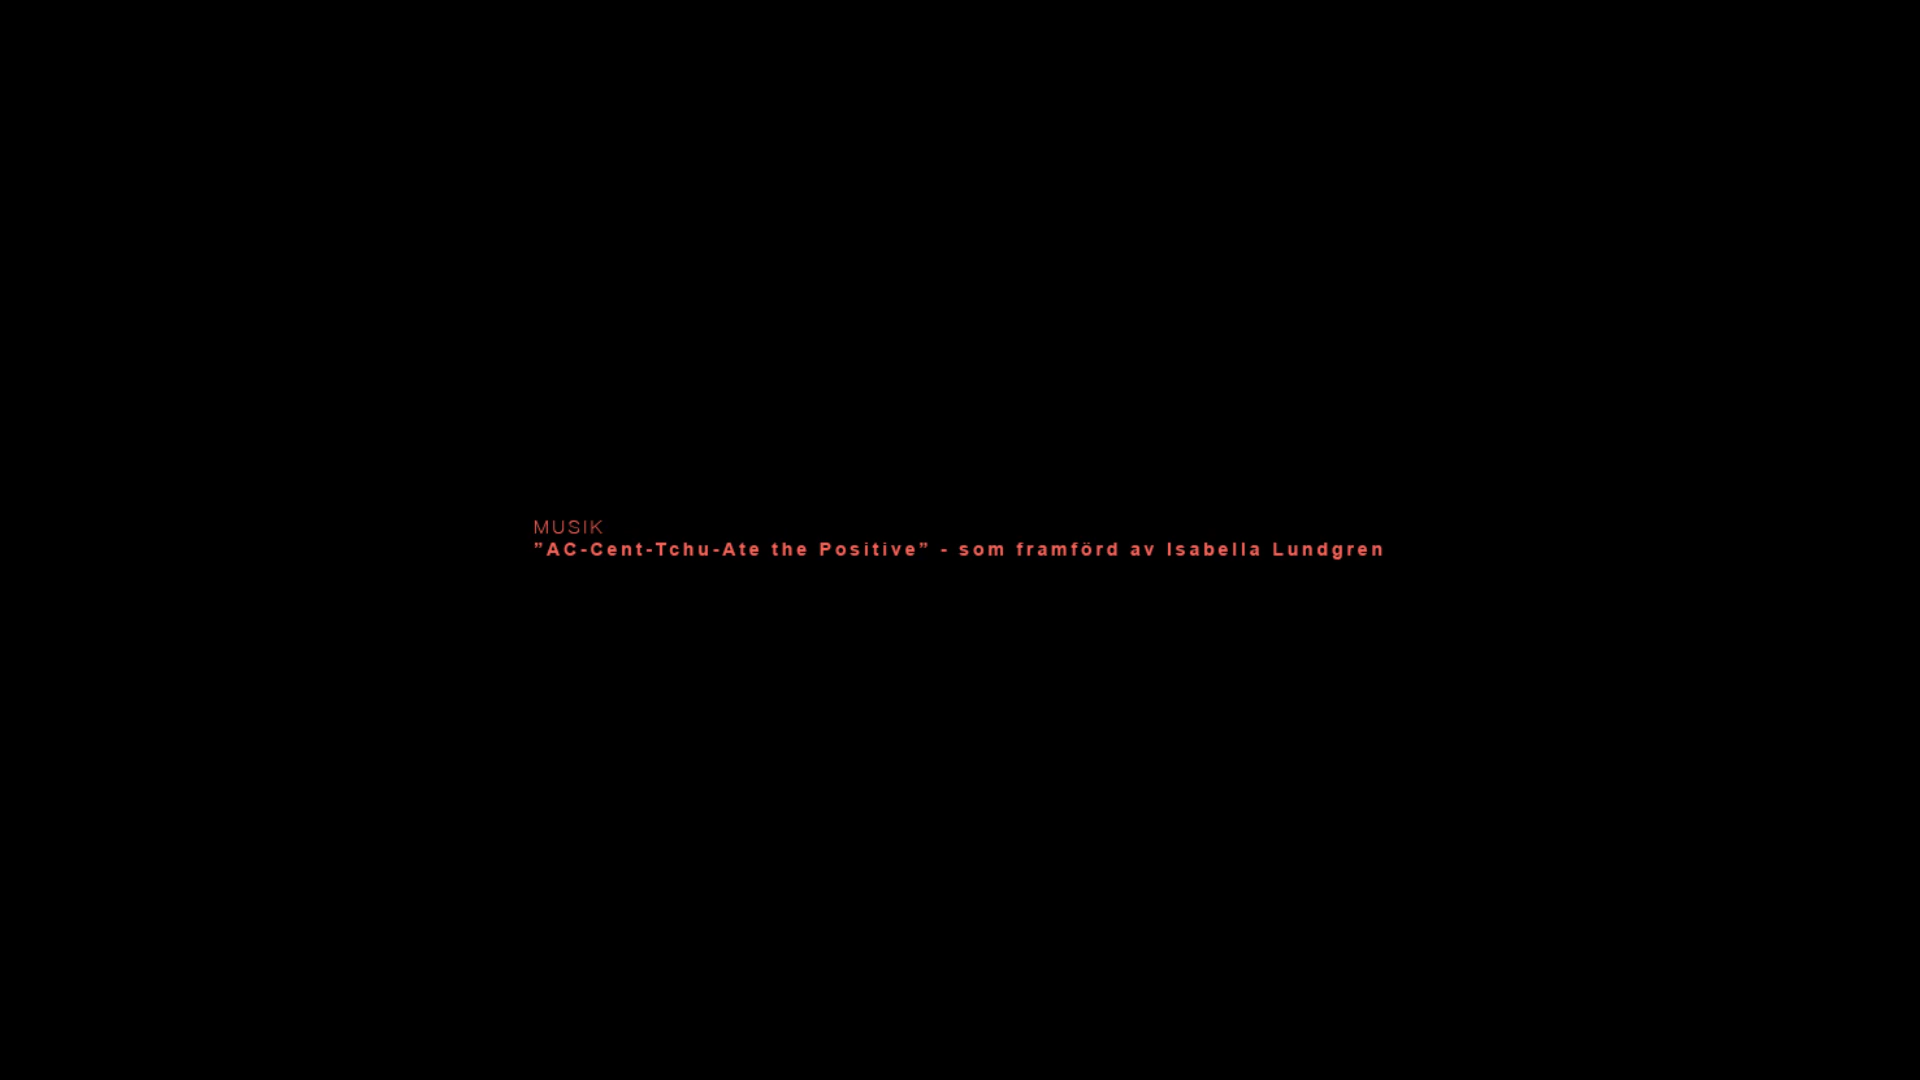 MUSIK
”AC-Cent-Tchu-Ate the Positive” - som framförd av Isabella Lundgren